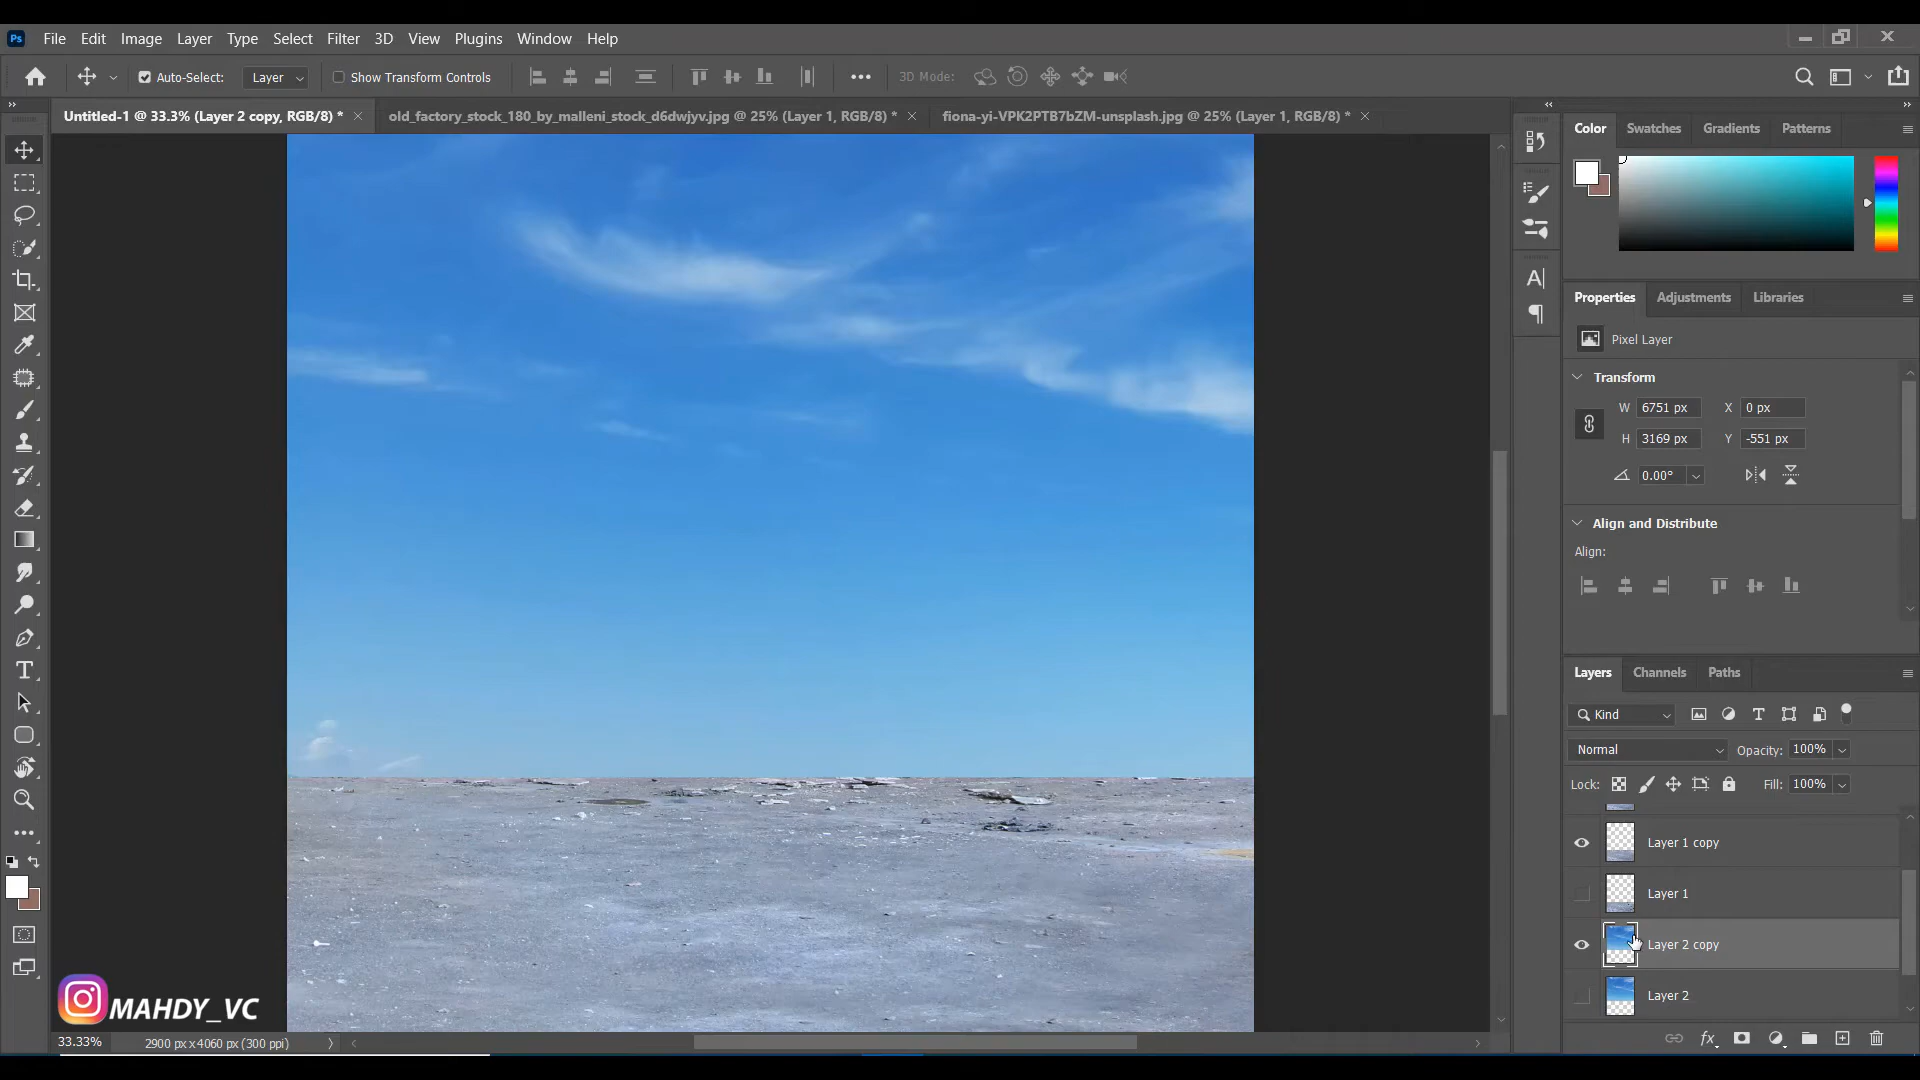 Ps File Edit Image Layer Type Select Filter 3D View Plugins Window Help
Auto-Select: Layer Show Transform Controls 3D Mode:
Untitled-1 @ 33.3% (Layer 2 copy, RGB/8) * old_factory_stock_180_by_malleni_stock_d6dwjyv.jpg @ 25% (Layer 1, RGB/8) * fiona-yi-VPK2PTB7bZM-unsplash.jpg @ 25% (Layer 1, RGB/8) *
Color Swatches Gradients Patterns
Properties Adjustments Libraries
Pixel Layer
Transform
W 6751 px X 0 px
H 3169 px Y -551 px
0.00°
Align and Distribute
Align:
Layers Channels Paths
Kind
Normal Opacity: 100%
Lock: Fill: 100%
Layer 1 copy
Layer 1
Layer 2 copy
Layer 2
fx
MAHDY_VC
33.33% 2900 px x 4060 px (300 ppi)